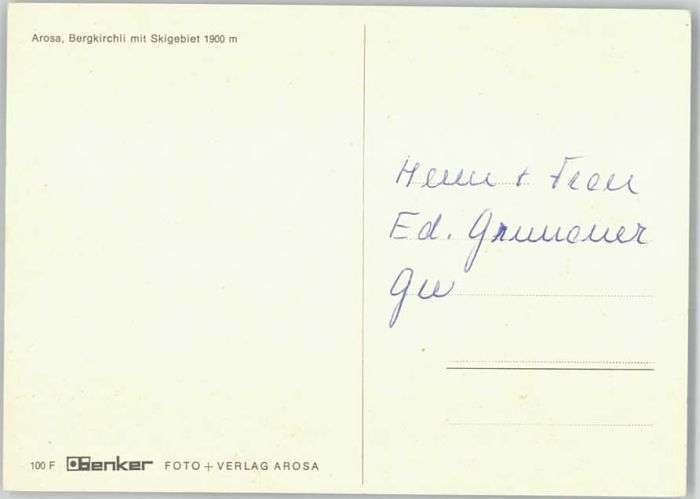 Arosa, Bergkirchli mit Skigebiet 1900 m
Herrn + Frau
Ed. Grunauer
100 F Benker FOTO + VERLAG AROSA